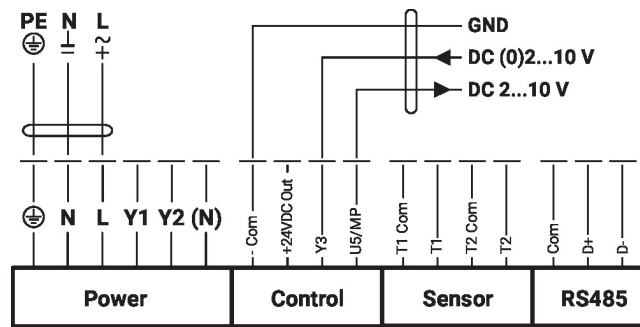 PE N L
GND
DC (0)2...10 V
DC 2...10 V
N L Y1 Y2 (N)
- Com
+24VDC Out
Y3
U5/MP
T1 Com
T1
T2 Com
T2
Com
D+
D-
Power
Control
Sensor
RS485